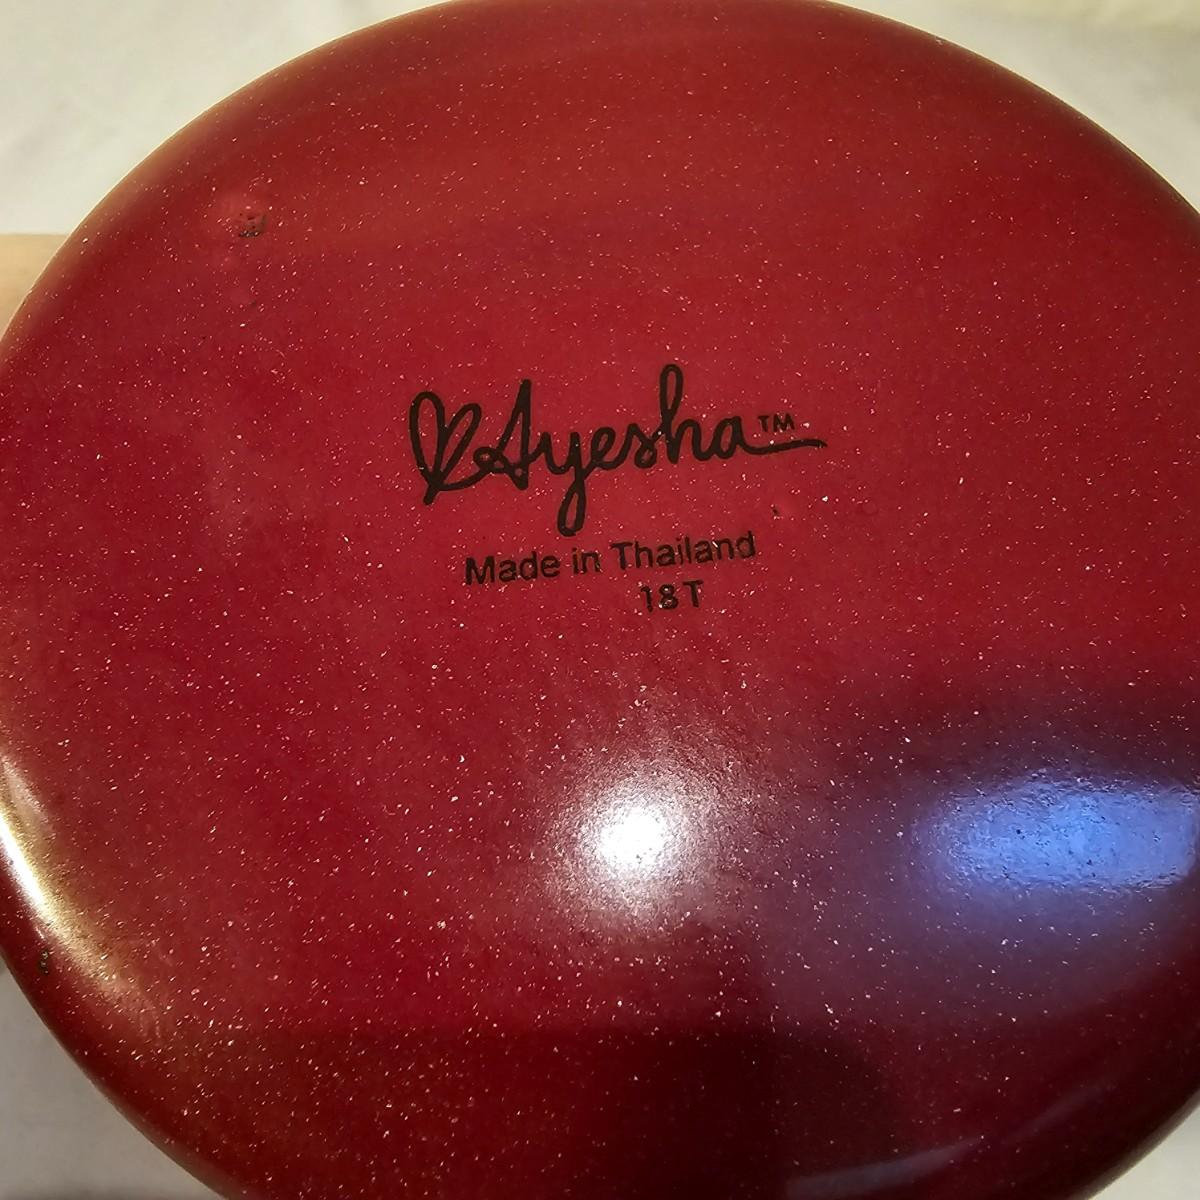 Ayesha™
Made in Thailand
18T